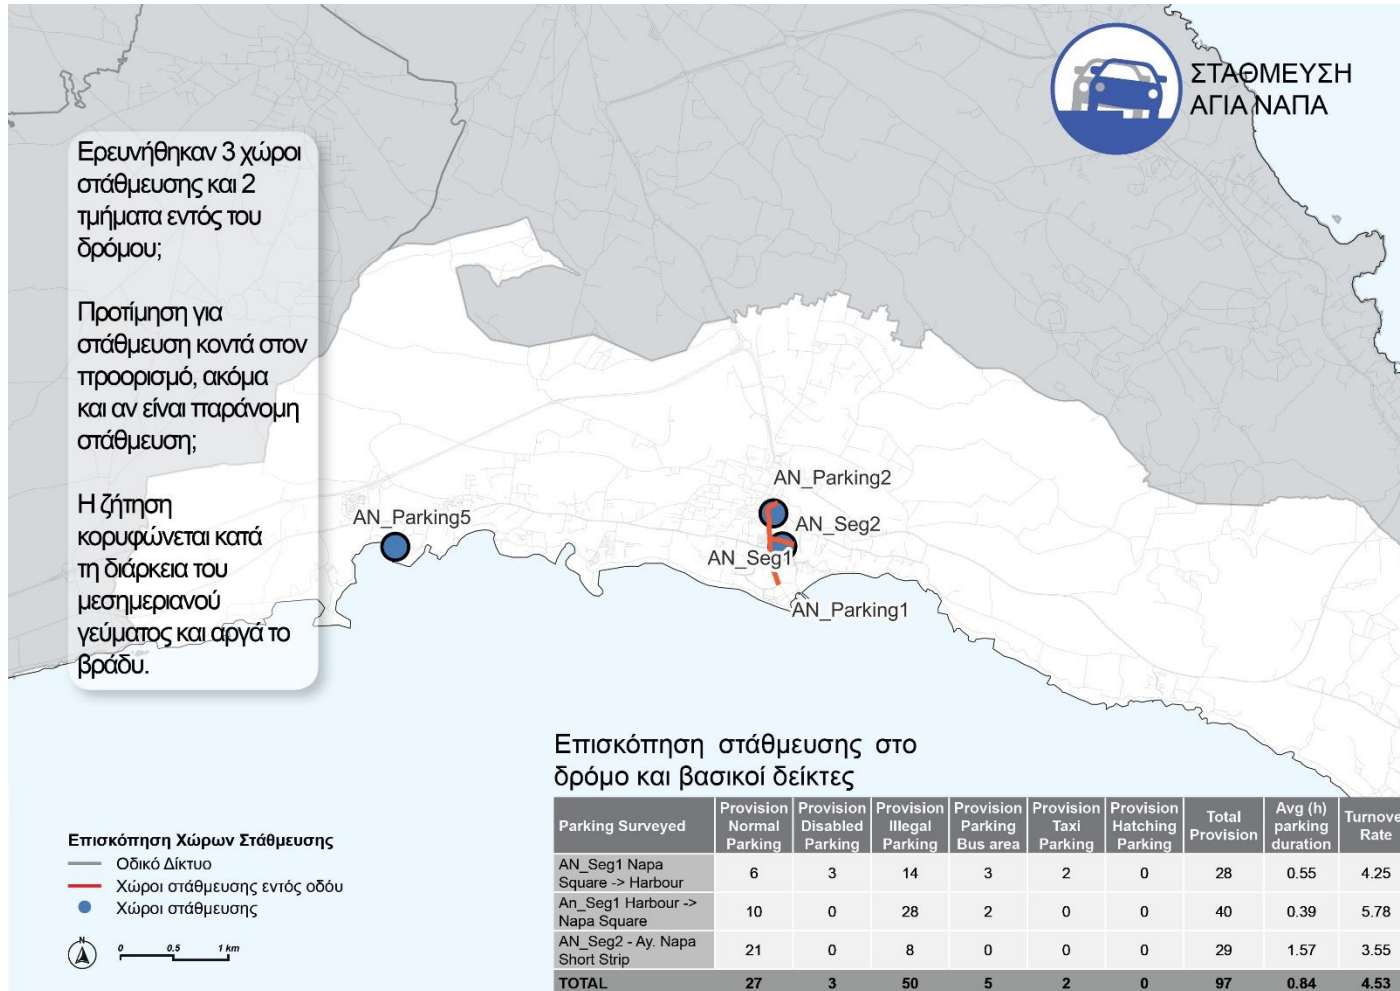 ΣΤΑΘΜΕΥΣΗ
ΑΓΙΑ ΝΑΠΑ
Ερευνήθηκαν 3 χώροι
στάθμευσης και 2
τμήματα εντός του
δρόμου;
Προτίμηση για
στάθμευση κοντά στον
προορισμό, ακόμα
και αν είναι παράνομη
στάθμευση;
Η ζήτηση
κορυφώνεται κατά
τη διάρκεια του
μεσημεριανού
γεύματος και αργά το
βράδυ.
AN_Parking5
AN_Parking2
AN_Seg2
AN_Seg1
AN_Parking1
Επισκόπηση Χώρων Στάθμευσης
Οδικό Δίκτυο
Χώροι στάθμευσης εντός οδού
Χώροι στάθμευσης
N
0 0.5 1 km
Επισκόπηση στάθμευσης στο
δρόμο και βασικοί δείκτες
Parking Surveyed | Provision Normal Parking | Provision Disabled Parking | Provision Illegal Parking | Provision Parking Bus area | Provision Taxi Parking | Provision Hatching Parking | Total Provision | Avg (h) parking duration | Turnove Rate
AN_Seg1 Napa Square -> Harbour | 6 | 3 | 14 | 3 | 2 | 0 | 28 | 0.55 | 4.25
An_Seg1 Harbour -> Napa Square | 10 | 0 | 28 | 2 | 0 | 0 | 40 | 0.39 | 5.78
AN_Seg2 - Ay. Napa Short Strip | 21 | 0 | 8 | 0 | 0 | 0 | 29 | 1.57 | 3.55
TOTAL | 27 | 3 | 50 | 5 | 2 | 0 | 97 | 0.84 | 4.53